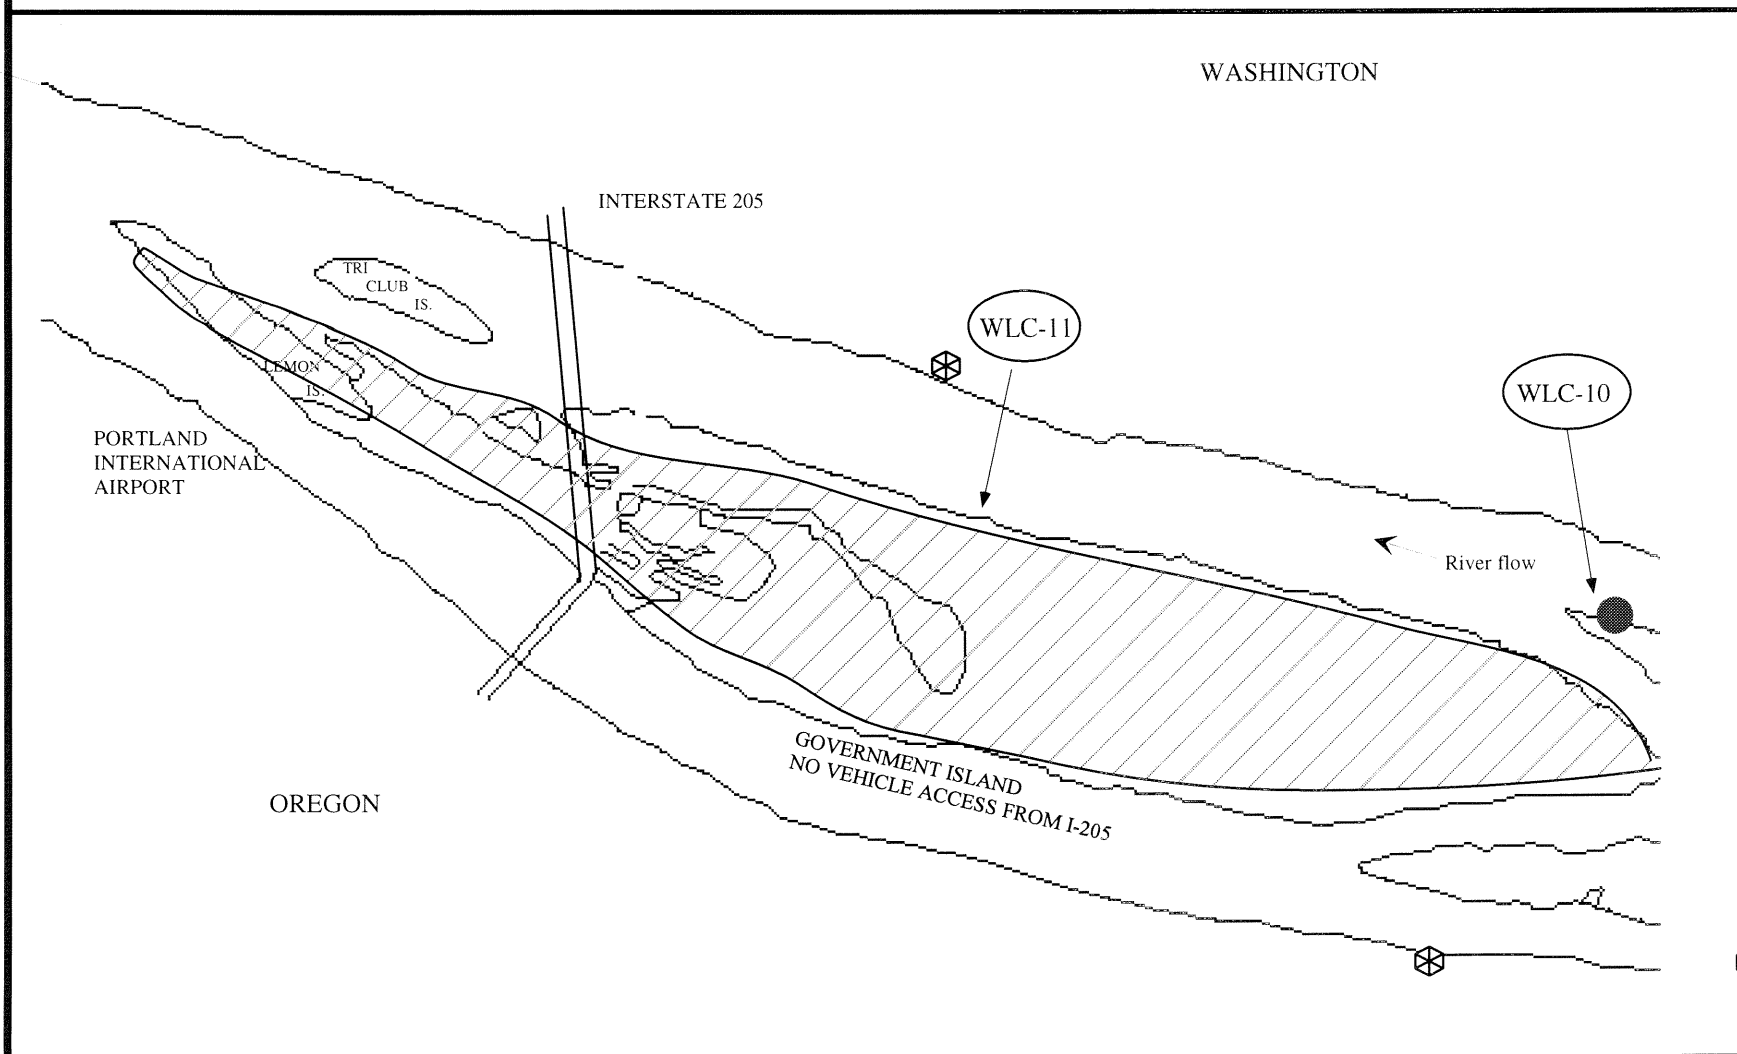 WASHINGTON
INTERSTATE 205
TRI
CLUB
IS.
WLC-11
LEMON
IS.
WLC-10
PORTLAND
INTERNATIONAL
AIRPORT
River flow
GOVERNMENT ISLAND
NO VEHICLE ACCESS FROM I-205
OREGON